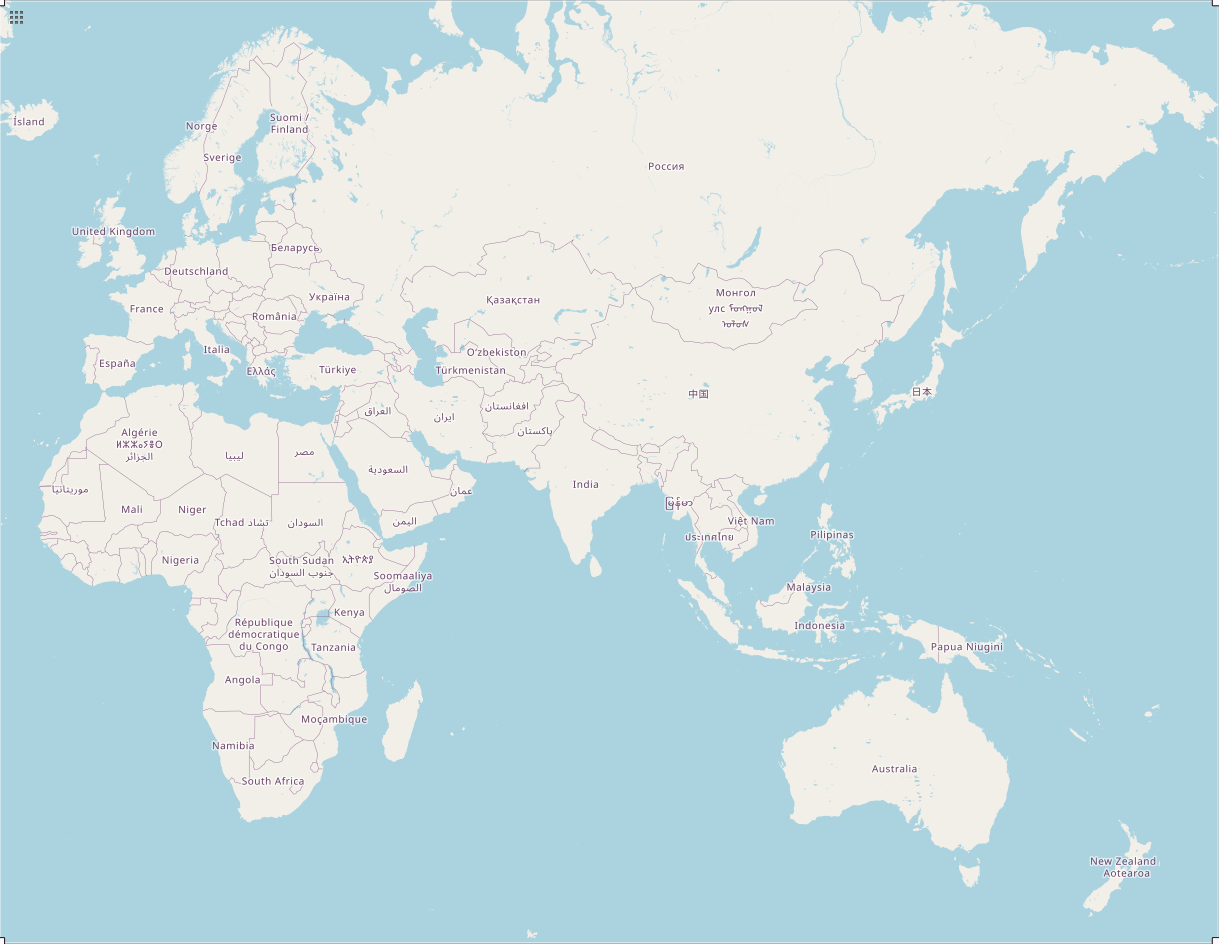 Ísland
Norge
Suomi /
Finland
Sverige
Россия
United Kingdom
Беларусь
Deutschland
Україна
France
România
Қазақстан
Монгол
улс ᠮᠣᠩᠭᠣᠯ
ᠤᠯᠤᠰ
Italia
España
Ελλάς
Türkiye
Oʻzbekiston
Türkmenistan
中国
日本
العراق
ایران
افغانستان
پاکستان
Algérie
ⵍⵣⵣⴰⵢⴻⵔ
الجزائر
ليبيا
مصر
السعودية
عمان
اليمن
موريتانيا
Mali
Niger
Tchad تشاد
السودان
India
မြန်မာ
Việt Nam
ประเทศไทย
Pilipinas
Nigeria
South Sudan
جنوب السودان
ኢትዮጵያ
Soomaaliya
الصومال
Malaysia
Indonesia
Papua Niugini
République
démocratique
du Congo
Kenya
Tanzania
Angola
Moçambique
Namibia
South Africa
Australia
New Zealand
Aotearoa